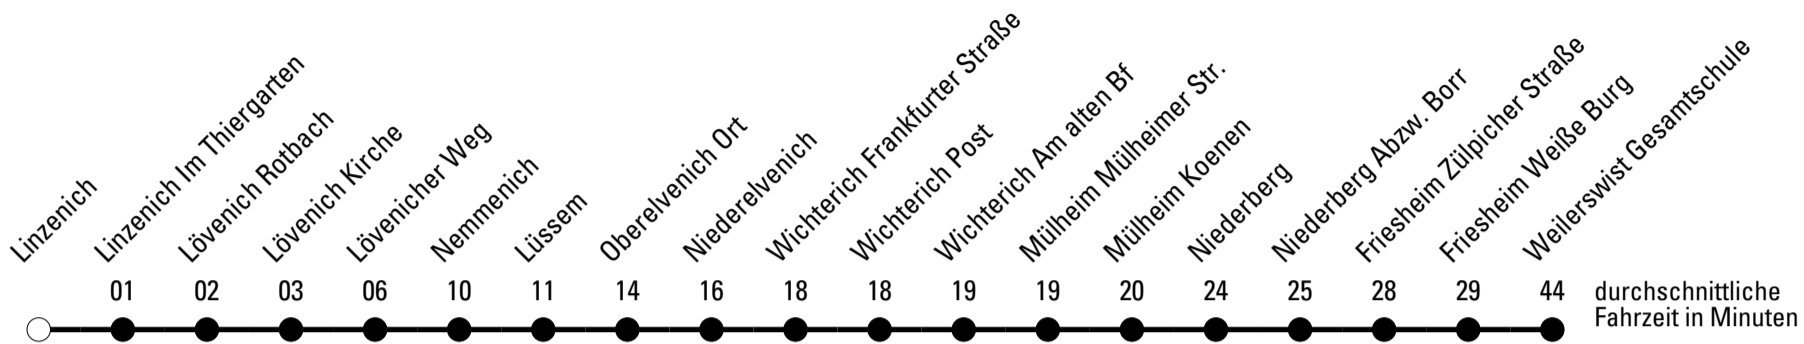 Linzenich
Linzenich Im Thiergarten
Lövenich Rotbach
Lövenich Kirche
Lövenicher Weg
Nemmenich
Lüssem
Oberelvenich Ort
Niederelvenich
Wichterich Frankfurter Straße
Wichterich Post
Wichterich Am alten Bf
Mülheim Mülheimer Str.
Mülheim Koenen
Niederberg
Niederberg Abzw. Borr
Friesheim Zülpicher Straße
Friesheim Weiße Burg
Weilerswist Gesamtschule
01 02 03 06 10 11 14 16 18 18 19 19 20 24 25 28 29 44
durchschnittliche
Fahrzeit in Minuten